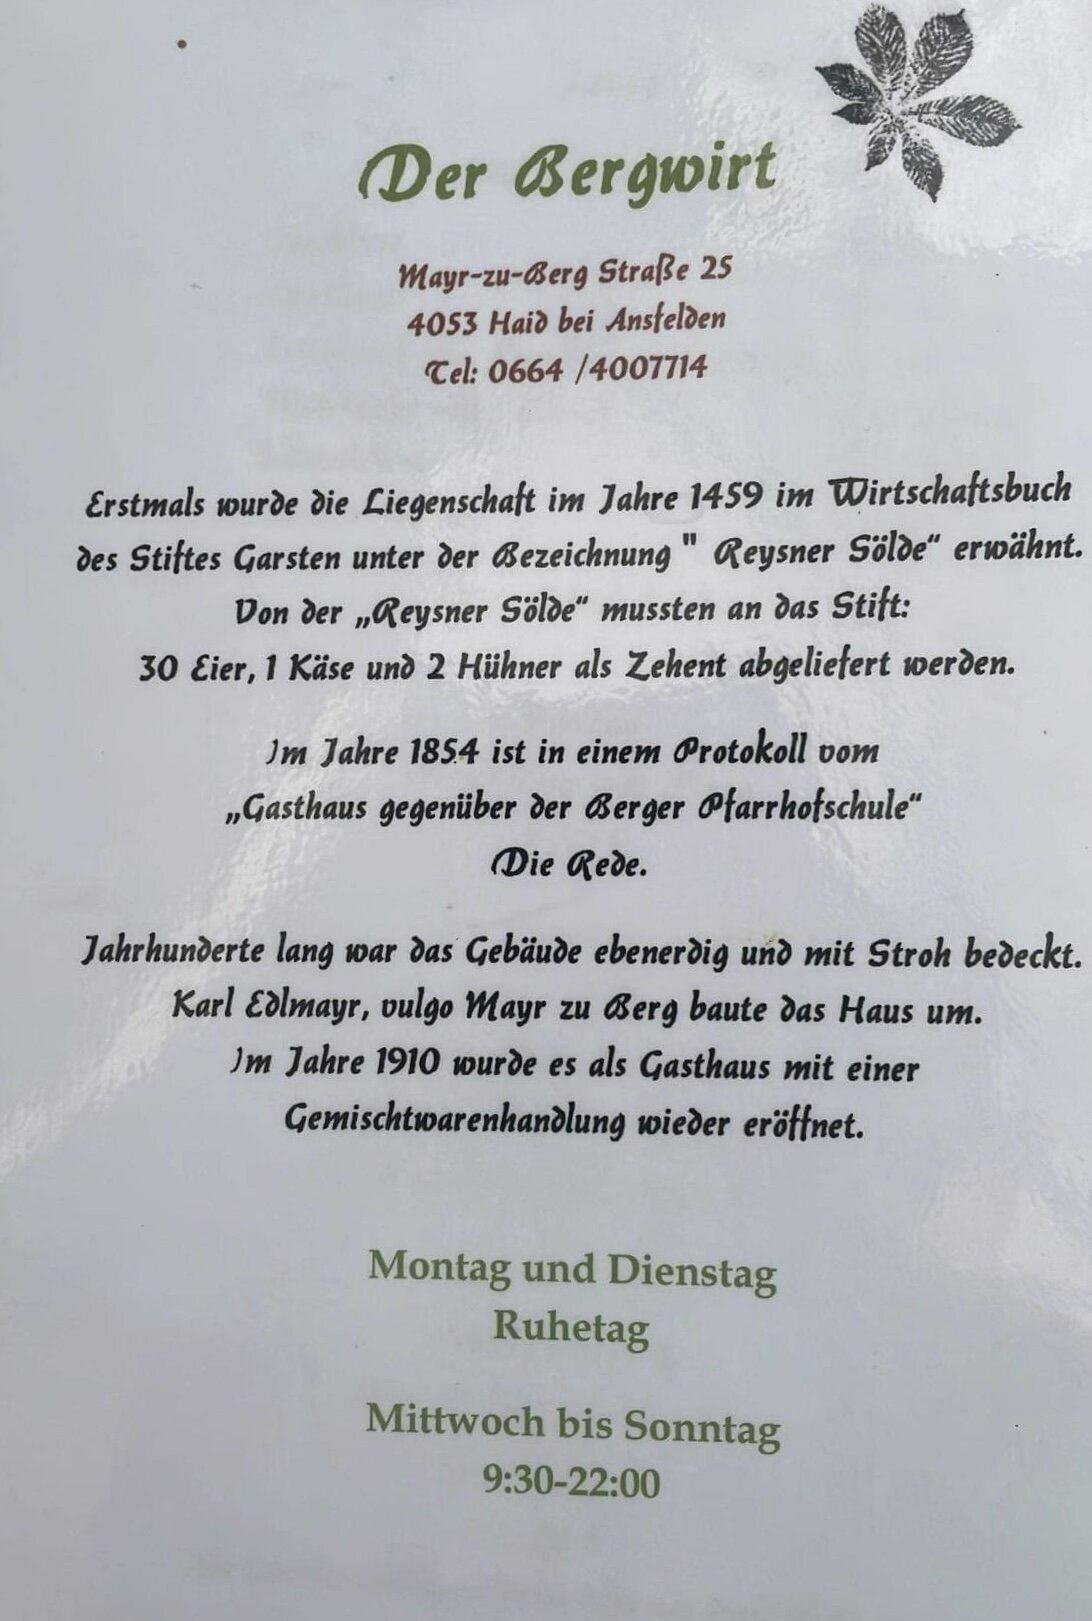 Der Bergwirt
Mayr-zu-Berg Straße 25
4053 Haid bei Ansfelden
Tel: 0664 /4007714
Erstmals wurde die Liegenschaft im Jahre 1459 im Wirtschaftsbuch
des Stiftes Garsten unter der Bezeichnung " Reysner Sölde“ erwähnt.
Von der „Reysner Sölde“ mussten an das Stift:
30 Eier, 1 Käse und 2 Hühner als Zehent abgeliefert werden.
Im Jahre 1854 ist in einem Protokoll vom
„Gasthaus gegenüber der Berger Pfarrhofschule“
Die Rede.
Jahrhunderte lang war das Gebäude ebenerdig und mit Stroh bedeckt.
Karl Edlmayr, vulgo Mayr zu Berg baute das Haus um.
Im Jahre 1910 wurde es als Gasthaus mit einer
Gemischtwarenhandlung wieder eröffnet.
Montag und Dienstag
Ruhetag
Mittwoch bis Sonntag
9:30-22:00